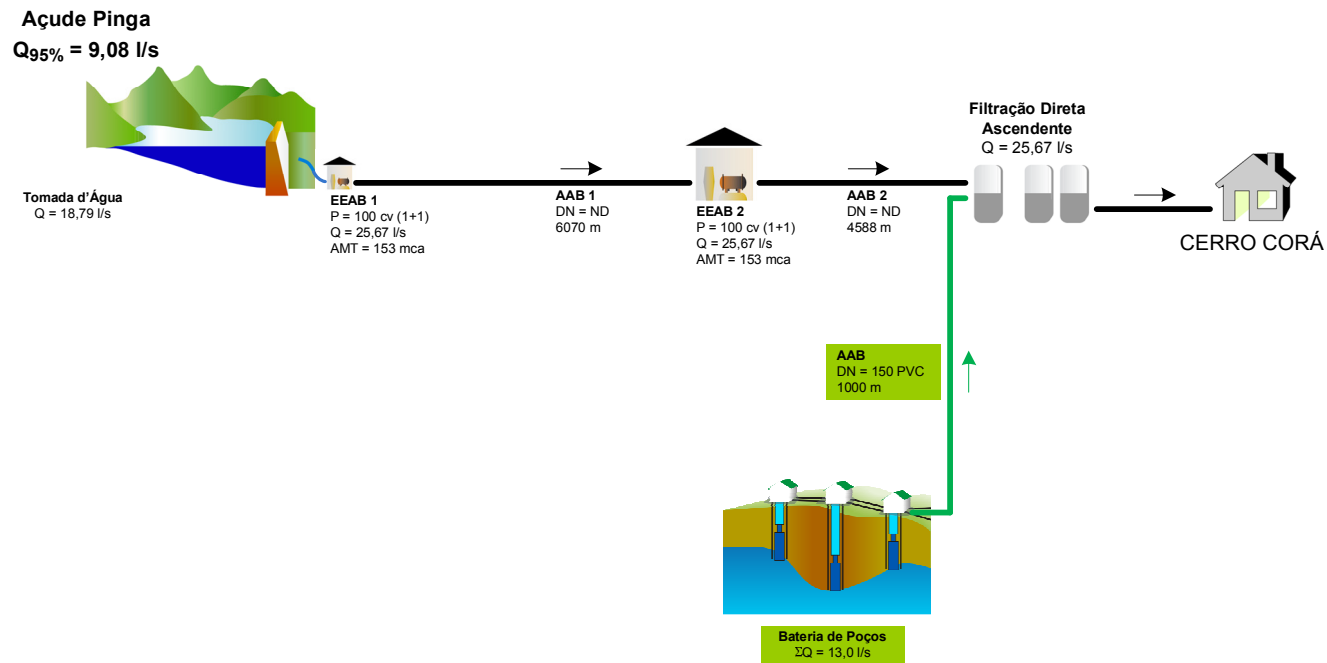 Açude Pinga
Q95% = 9,08 l/s
Tomada d'Água
Q = 18,79 l/s
EEAB 1
P = 100 cv (1+1)
Q = 25,67 l/s
AMT = 153 mca
AAB 1
DN = ND
6070 m
EEAB 2
P = 100 cv (1+1)
Q = 25,67 l/s
AMT = 153 mca
AAB 2
DN = ND
4588 m
Filtração Direta
Ascendente
Q = 25,67 l/s
CERRO CORÁ
AAB
DN = 150 PVC
1000 m
Bateria de Poços
ΣQ = 13,0 l/s